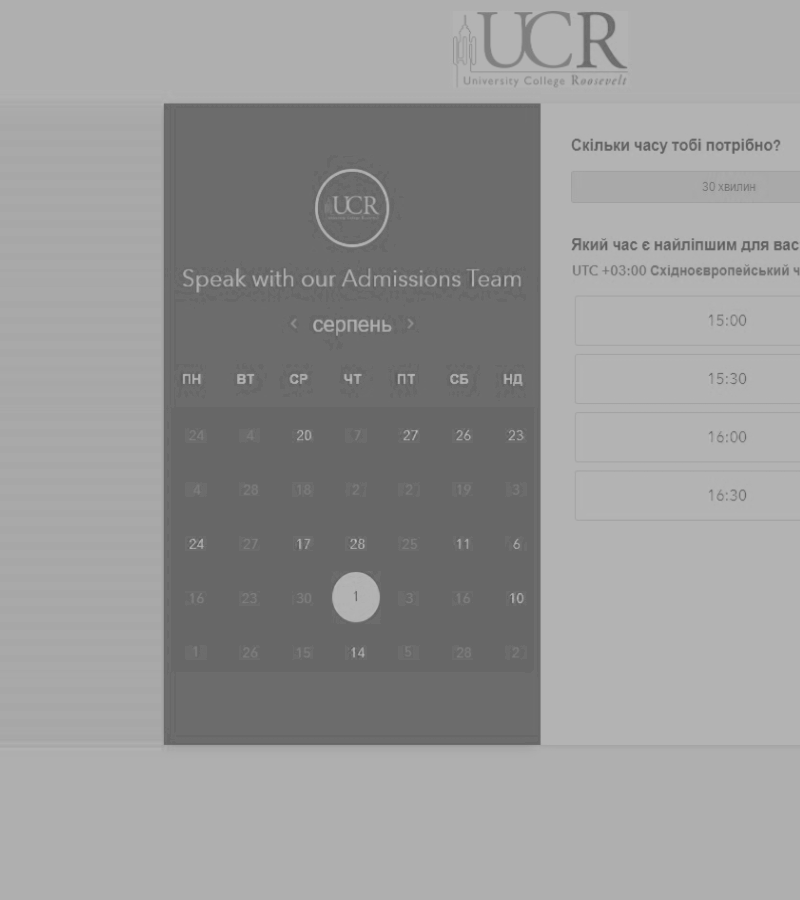 UCR
University College Roosevelt
UCR
Speak with our Admissions Team
‹ серпень ›
ПН ВТ СР ЧТ ПТ СБ НД
24 4 20 7 27 26 23
4 28 18 2 2 19 3
24 27 17 28 25 11 6
16 23 30 1 3 16 10
1 26 15 14 5 28 2
Скільки часу тобі потрібно?
30 хвилин
Який час є найліпшим для вас
UTC +03:00 Східноєвропейський ч
15:00
15:30
16:00
16:30